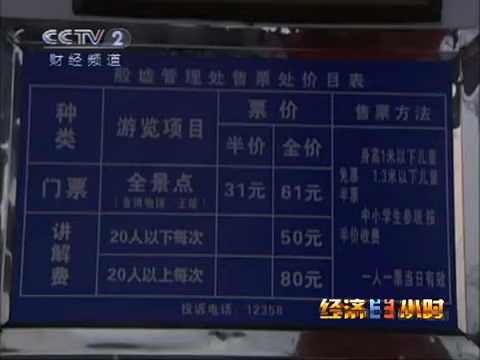 CCTV 2
财经频道
殷墟管理处售票处价目表
种类
游览项目
票价
售票方法
半价
全价
门票
全景点
(含博物馆 王陵)
31元
61元
身高1米以下儿童
免票 1.3米以下儿童
半票
中小学生参观按
半价收费
一人一票当日有效
讲解费
20人以下每次
50元
20人以上每次
80元
投诉电话: 12358
经济半小时